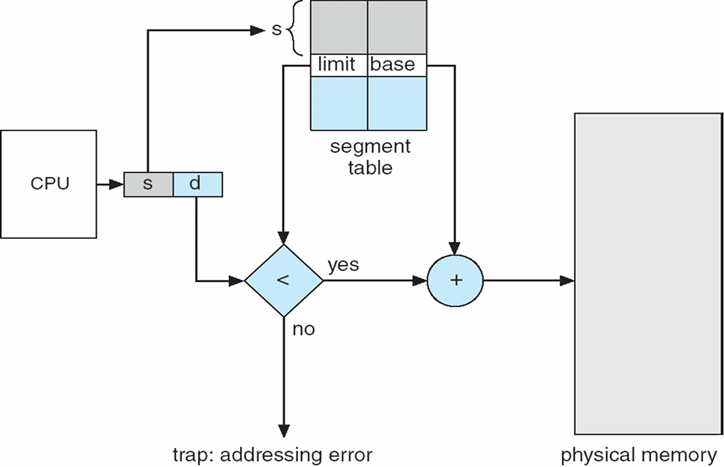 s
limit base
segment
table
CPU
s d
< yes +
no
trap: addressing error
physical memory